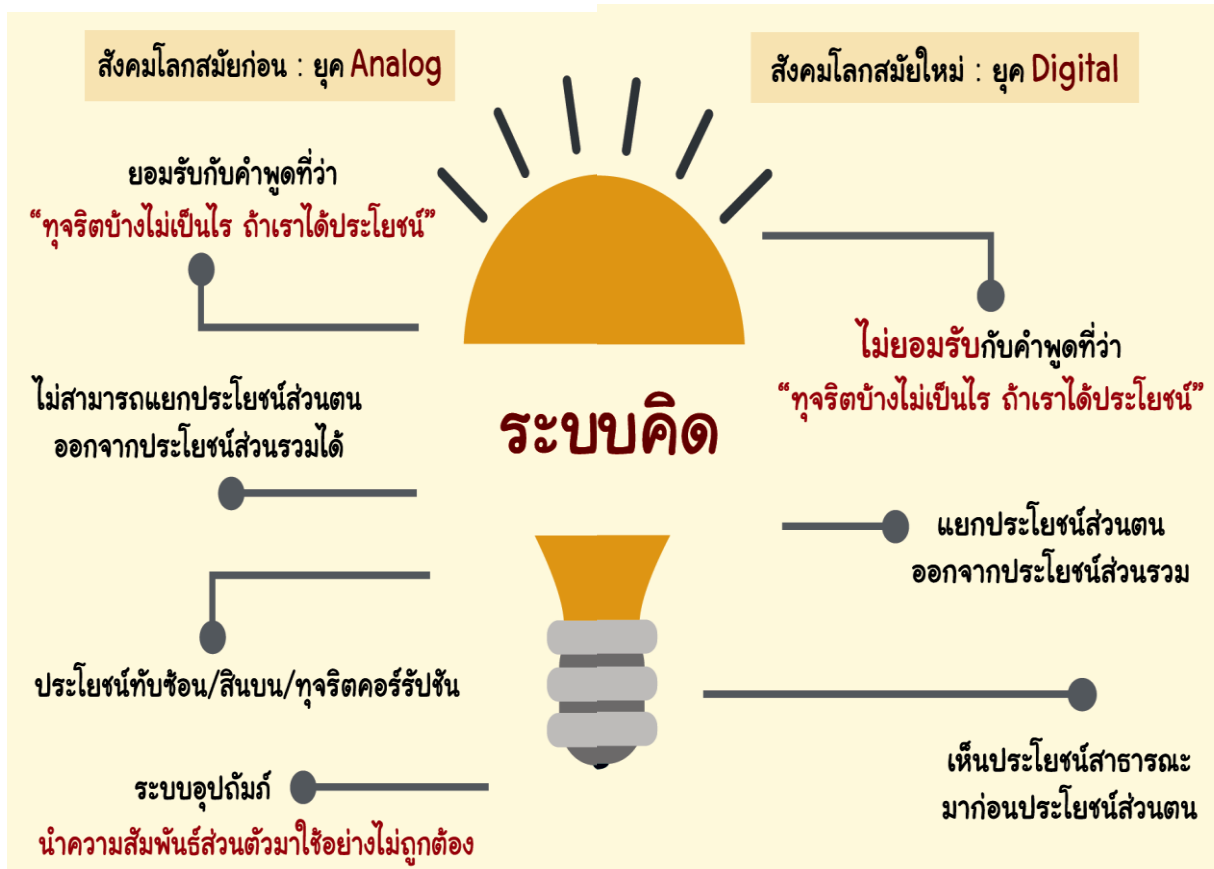 สังคมโลกสมัยก่อน : ยุค Analog
ยอมรับกับคำพูดที่ว่า
“ทุจริตบ้างไม่เป็นไร ถ้าเราได้ประโยชน์”
ไม่สามารถแยกประโยชน์ส่วนตน
ออกจากประโยชน์ส่วนรวมได้
ประโยชน์ทับซ้อน/สินบน/ทุจริตคอร์รัปชัน
ระบบอุปถัมภ์
นำความสัมพันธ์ส่วนตัวมาใช้อย่างไม่ถูกต้อง
ระบบคิด
สังคมโลกสมัยใหม่ : ยุค Digital
ไม่ยอมรับกับคำพูดที่ว่า
“ทุจริตบ้างไม่เป็นไร ถ้าเราได้ประโยชน์”
แยกประโยชน์ส่วนตน
ออกจากประโยชน์ส่วนรวม
เห็นประโยชน์สาธารณะ
มาก่อนประโยชน์ส่วนตน